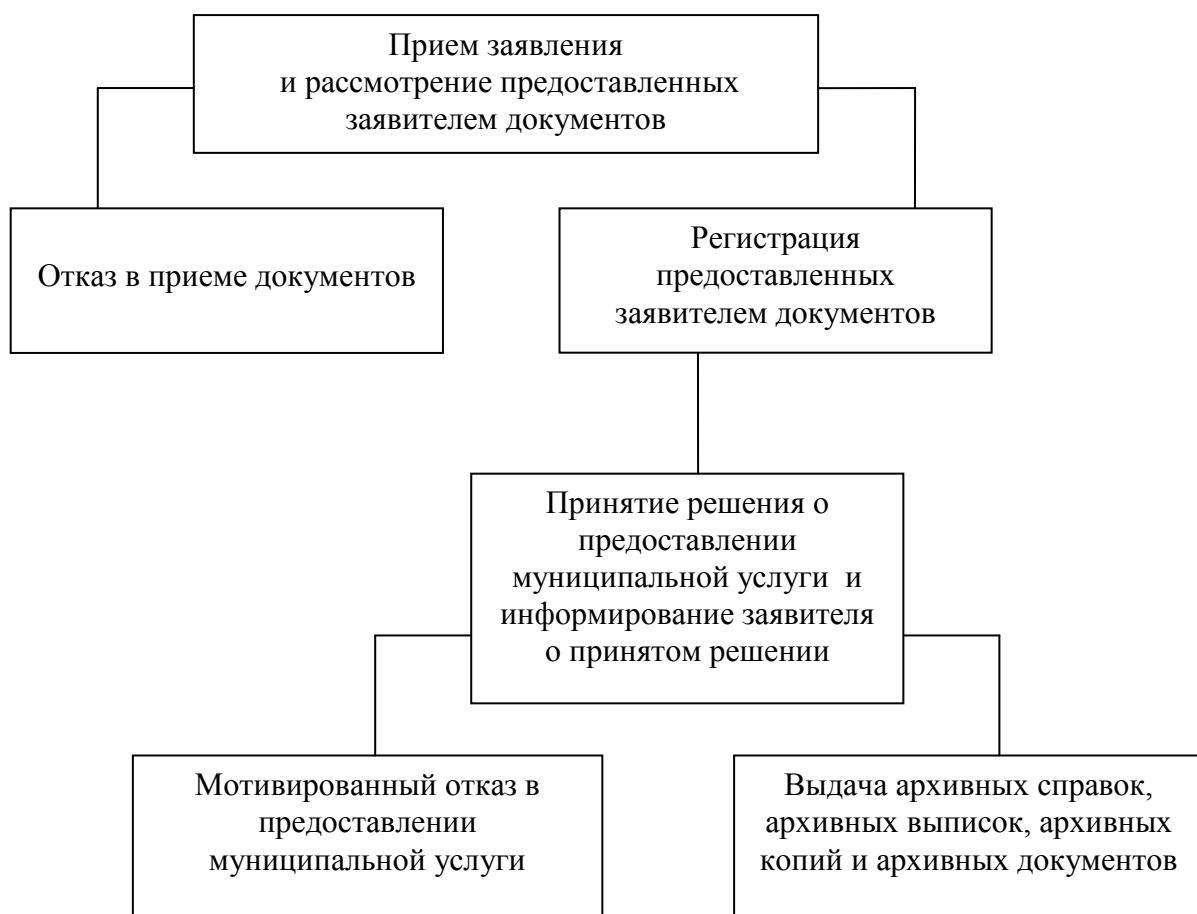 Прием заявления
и рассмотрение предоставленных
заявителем документов
Отказ в приеме документов
Регистрация
предоставленных
заявителем документов
Принятие решения о
предоставлении
муниципальной услуги и
информирование заявителя
о принятом решении
Мотивированный отказ в
предоставлении
муниципальной услуги
Выдача архивных справок,
архивных выписок, архивных
копий и архивных документов